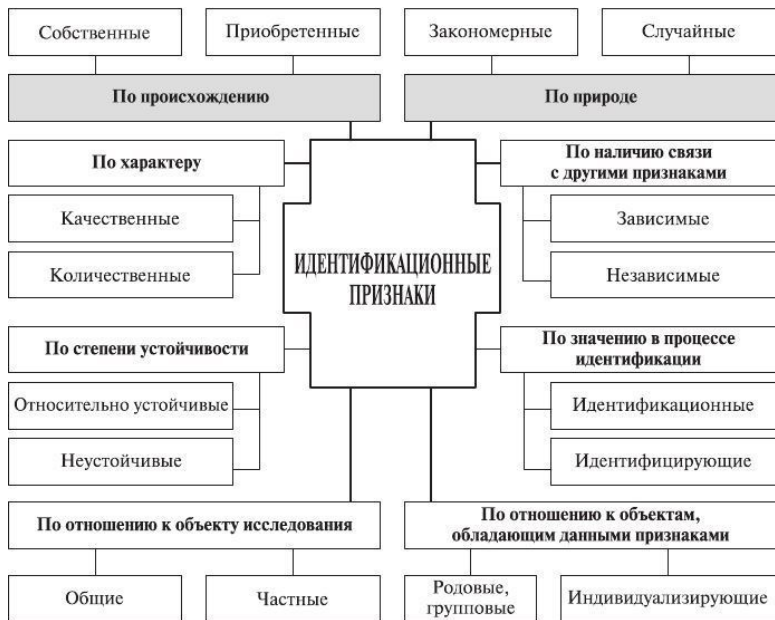 Собственные
Приобретенные
Закономерные
Случайные
По происхождению
По природе
По характеру
Качественные
Количественные
По наличию связи
с другими признаками
Зависимые
Независимые
ИДЕНТИФИКАЦИОННЫЕ
ПРИЗНАКИ
По степени устойчивости
Относительно устойчивые
Неустойчивые
По значению в процессе
идентификации
Идентификационные
Идентифицирующие
По отношению к объекту исследования
Общие
Частные
По отношению к объектам,
обладающим данными признаками
Родовые,
групповые
Индивидуализирующие